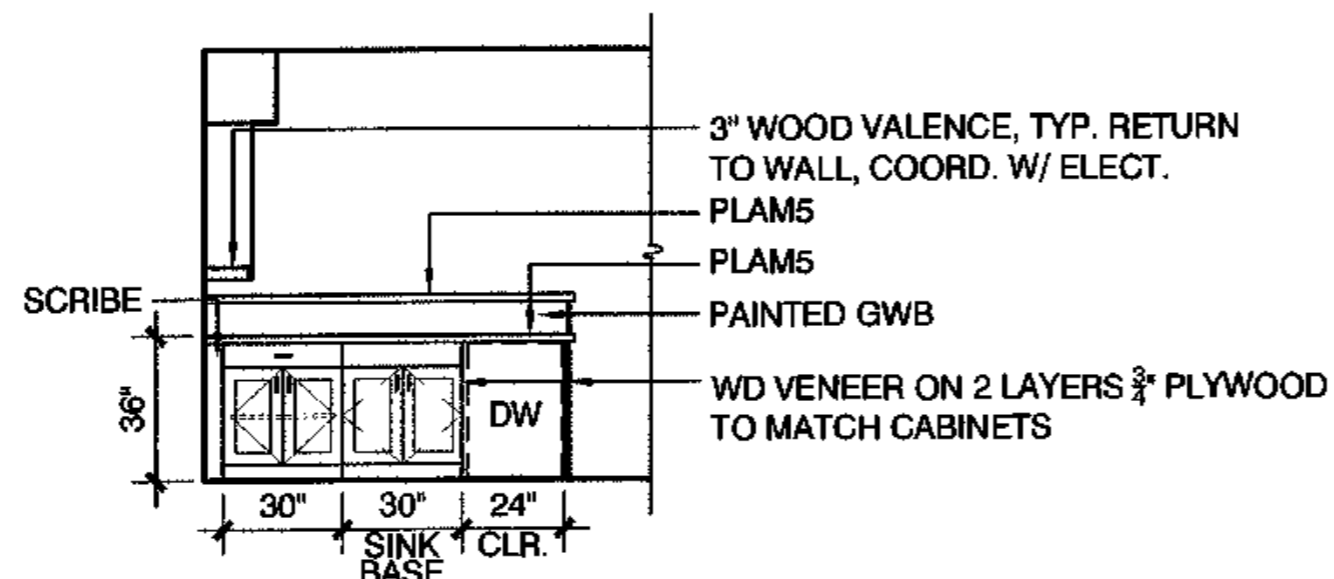 3" WOOD VALENCE, TYP. RETURN
TO WALL, COORD. W/ ELECT.
PLAM5
PLAM5
SCRIBE
PAINTED GWB
36"
WD VENEER ON 2 LAYERS ¾" PLYWOOD
TO MATCH CABINETS
DW
30" 30" 24"
SINK CLR.
BASE